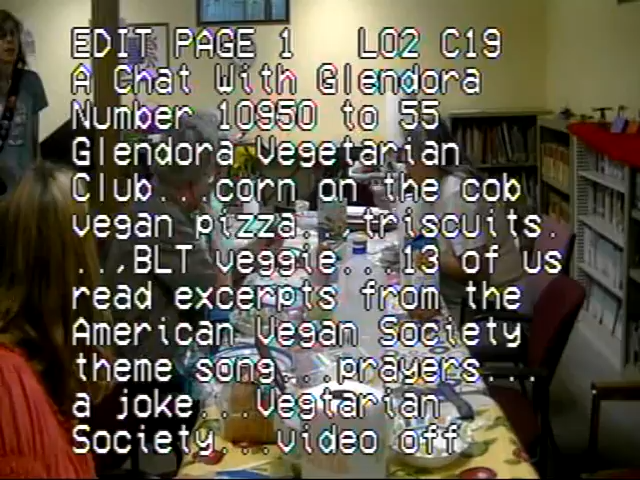 EDIT PAGE 1 L02 C19
A Chat With Glendora
Number 10950 to 55
Glendora Vegetarian
Club...corn on the cob
vegan pizza...triscuits.
...BLT veggie...13 of us
read excerpts from the
American Vegan Society
theme song...prayers...
a joke...Vegtarian
Society...video off